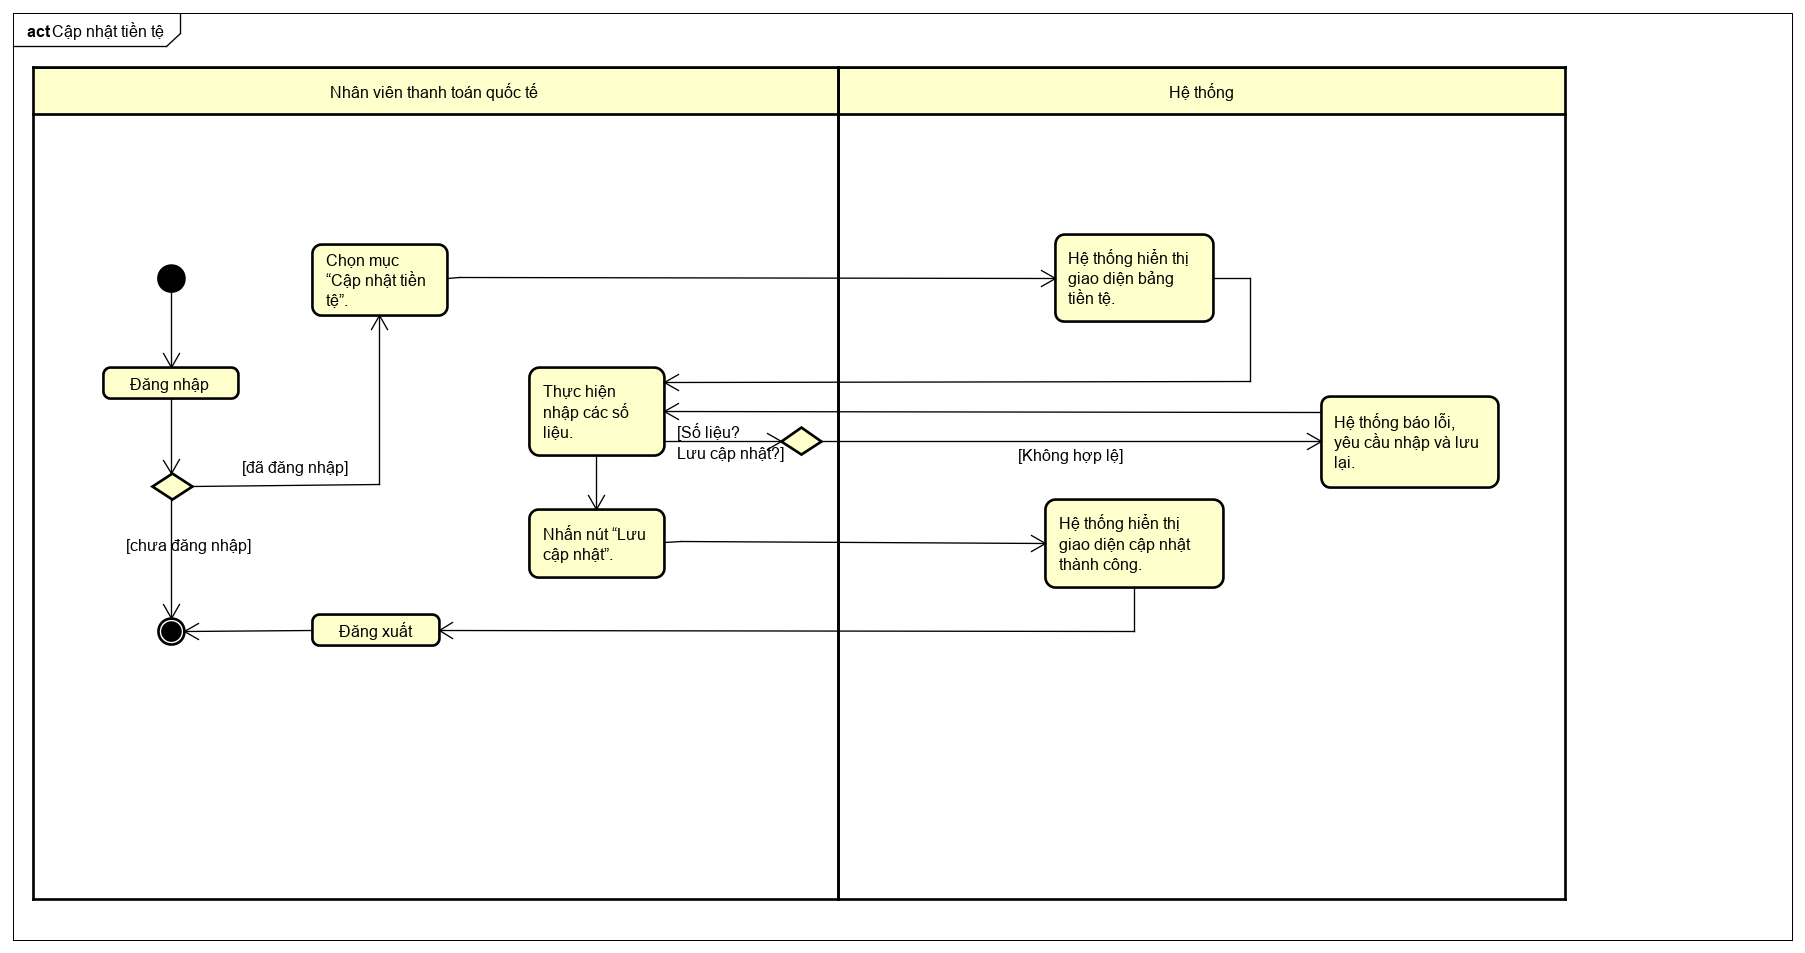 act Cập nhật tiền tệ
Nhân viên thanh toán quốc tế
Hệ thống
Chọn mục
“Cập nhật tiền
tệ”.
Hệ thống hiển thị
giao diện bảng
tiền tệ.
Đăng nhập
Thực hiện
nhập các số
liệu.
[Số liệu?
Lưu cập nhật?]
[Không hợp lệ]
Hệ thống báo lỗi,
yêu cầu nhập và lưu
lại.
[đã đăng nhập]
[chưa đăng nhập]
Nhấn nút “Lưu
cập nhật”.
Hệ thống hiển thị
giao diện cập nhật
thành công.
Đăng xuất